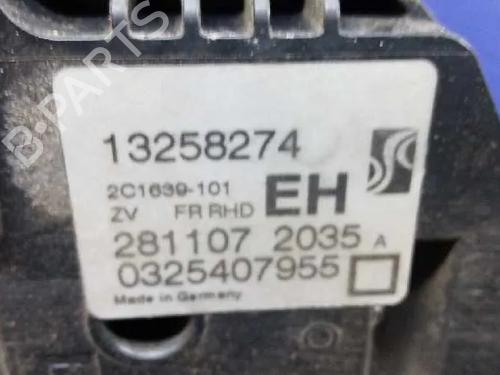 B-PARTS
13258274
2C1639-101
ZV FR RHD EH
281107 2035 A
0325407955
Made in Germany